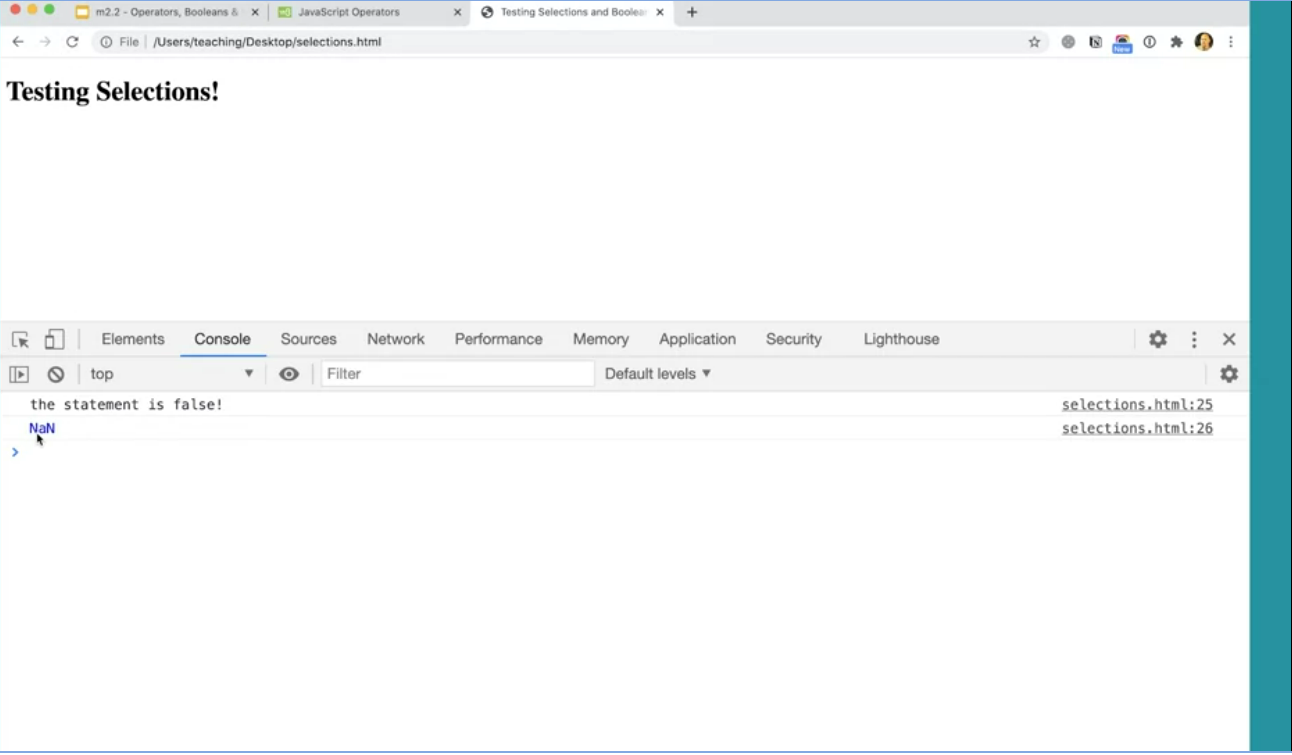 m2.2 - Operators, Booleans &
JavaScript Operators
Testing Selections and Boolea
File
/Users/teaching/Desktop/selections.html
New
Testing Selections!
Elements
Console
Sources
Network
Performance
Memory
Application
Security
Lighthouse
top
Filter
Default levels
the statement is false!
selections.html:25
NaN
selections.html:26